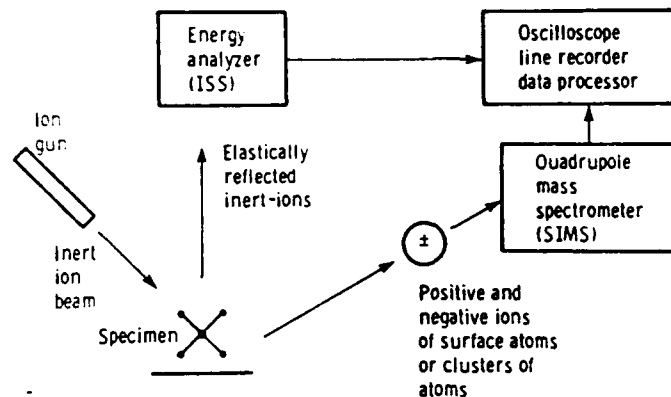 Energy
analyzer
(ISS)
Oscilloscope
line recorder
data processor
Ion
gun
Elastically
reflected
inert-ions
Quadrupole
mass
spectrometer
(SIMS)
±
Inert
ion
beam
Specimen
Positive and
negative ions
of surface atoms
or clusters of
atoms